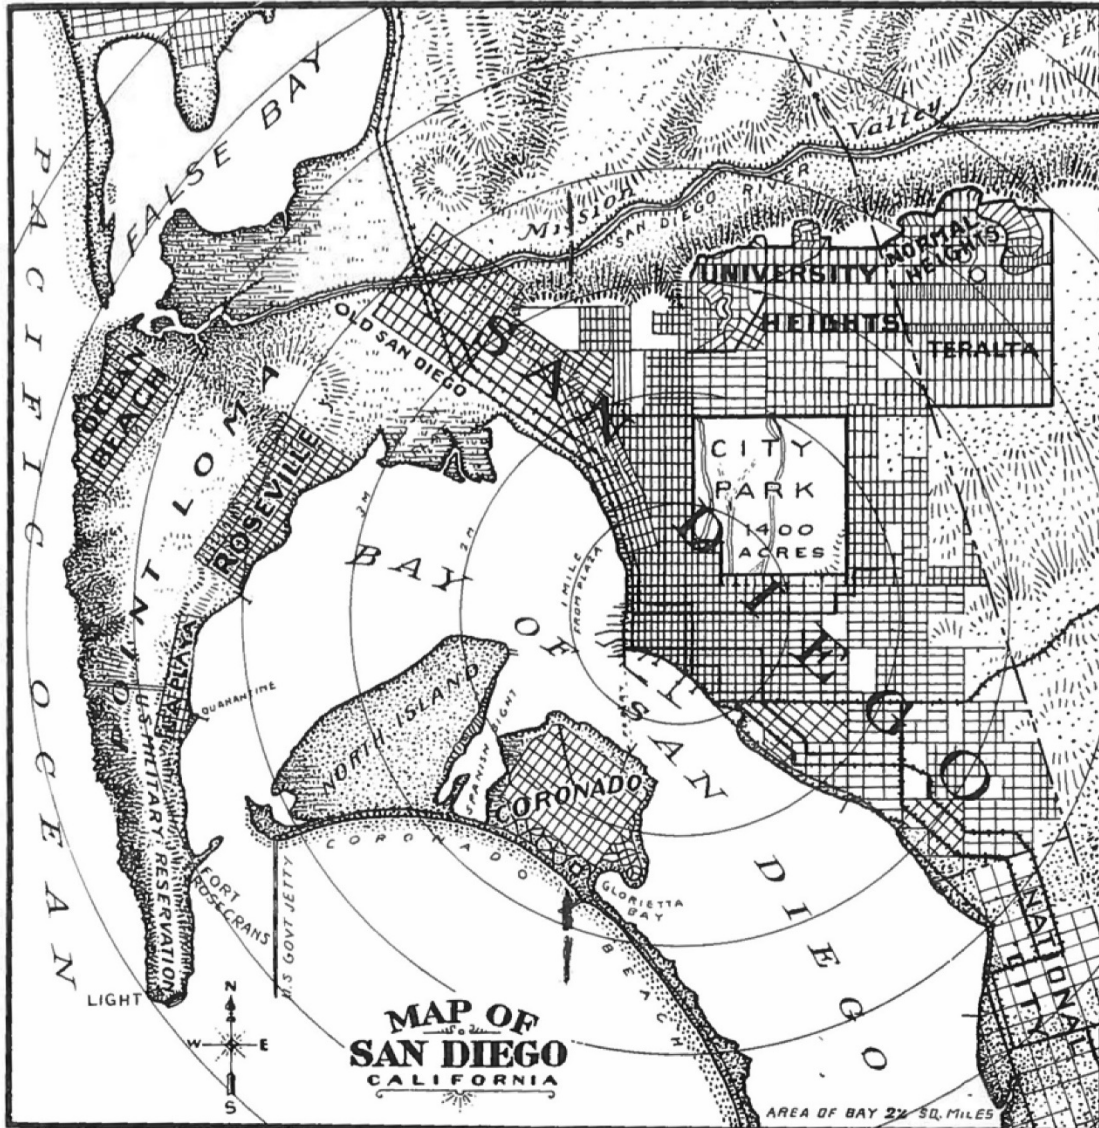 FALSE BAY
PACIFIC OCEAN
Mission Valley
SAN DIEGO RIVER
NORMAL
HEIGHTS
UNIVERSITY
HEIGHTS
TERALTA
OLD SAN DIEGO
SAN DIEGO
OCEAN
BEACH
POINT LOMA
ROSEVILLE
CITY
PARK
1400
ACRES
3 M
2 M
1 MILE
FROM PLAZA
BAY OF SAN DIEGO
LA PLAYA
QUARANTINE
NORTH ISLAND
SPANISH BIGHT
CORONADO
U.S. MILITARY RESERVATION
CORONADO BEACH
GLORIETTA
BAY
FORT
ROSECRANS
U.S GOVT JETTY
NATIONAL
CITY
LIGHT
N
W E
S
MAP OF
SAN DIEGO
CALIFORNIA
AREA OF BAY 22 SQ. MILES